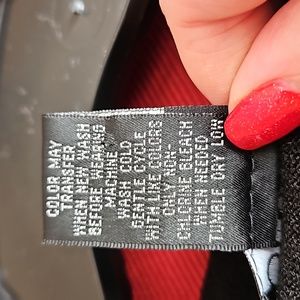 COLOR MAY
TRANSFER
WHEN NEW WASH
BEFORE WEARING
MACHINE
WASH COLD
GENTLE CYCLE
WITH LIKE COLORS
ONLY NON-
CHLORINE BLEACH
WHEN NEEDED
TUMBLE DRY LOW